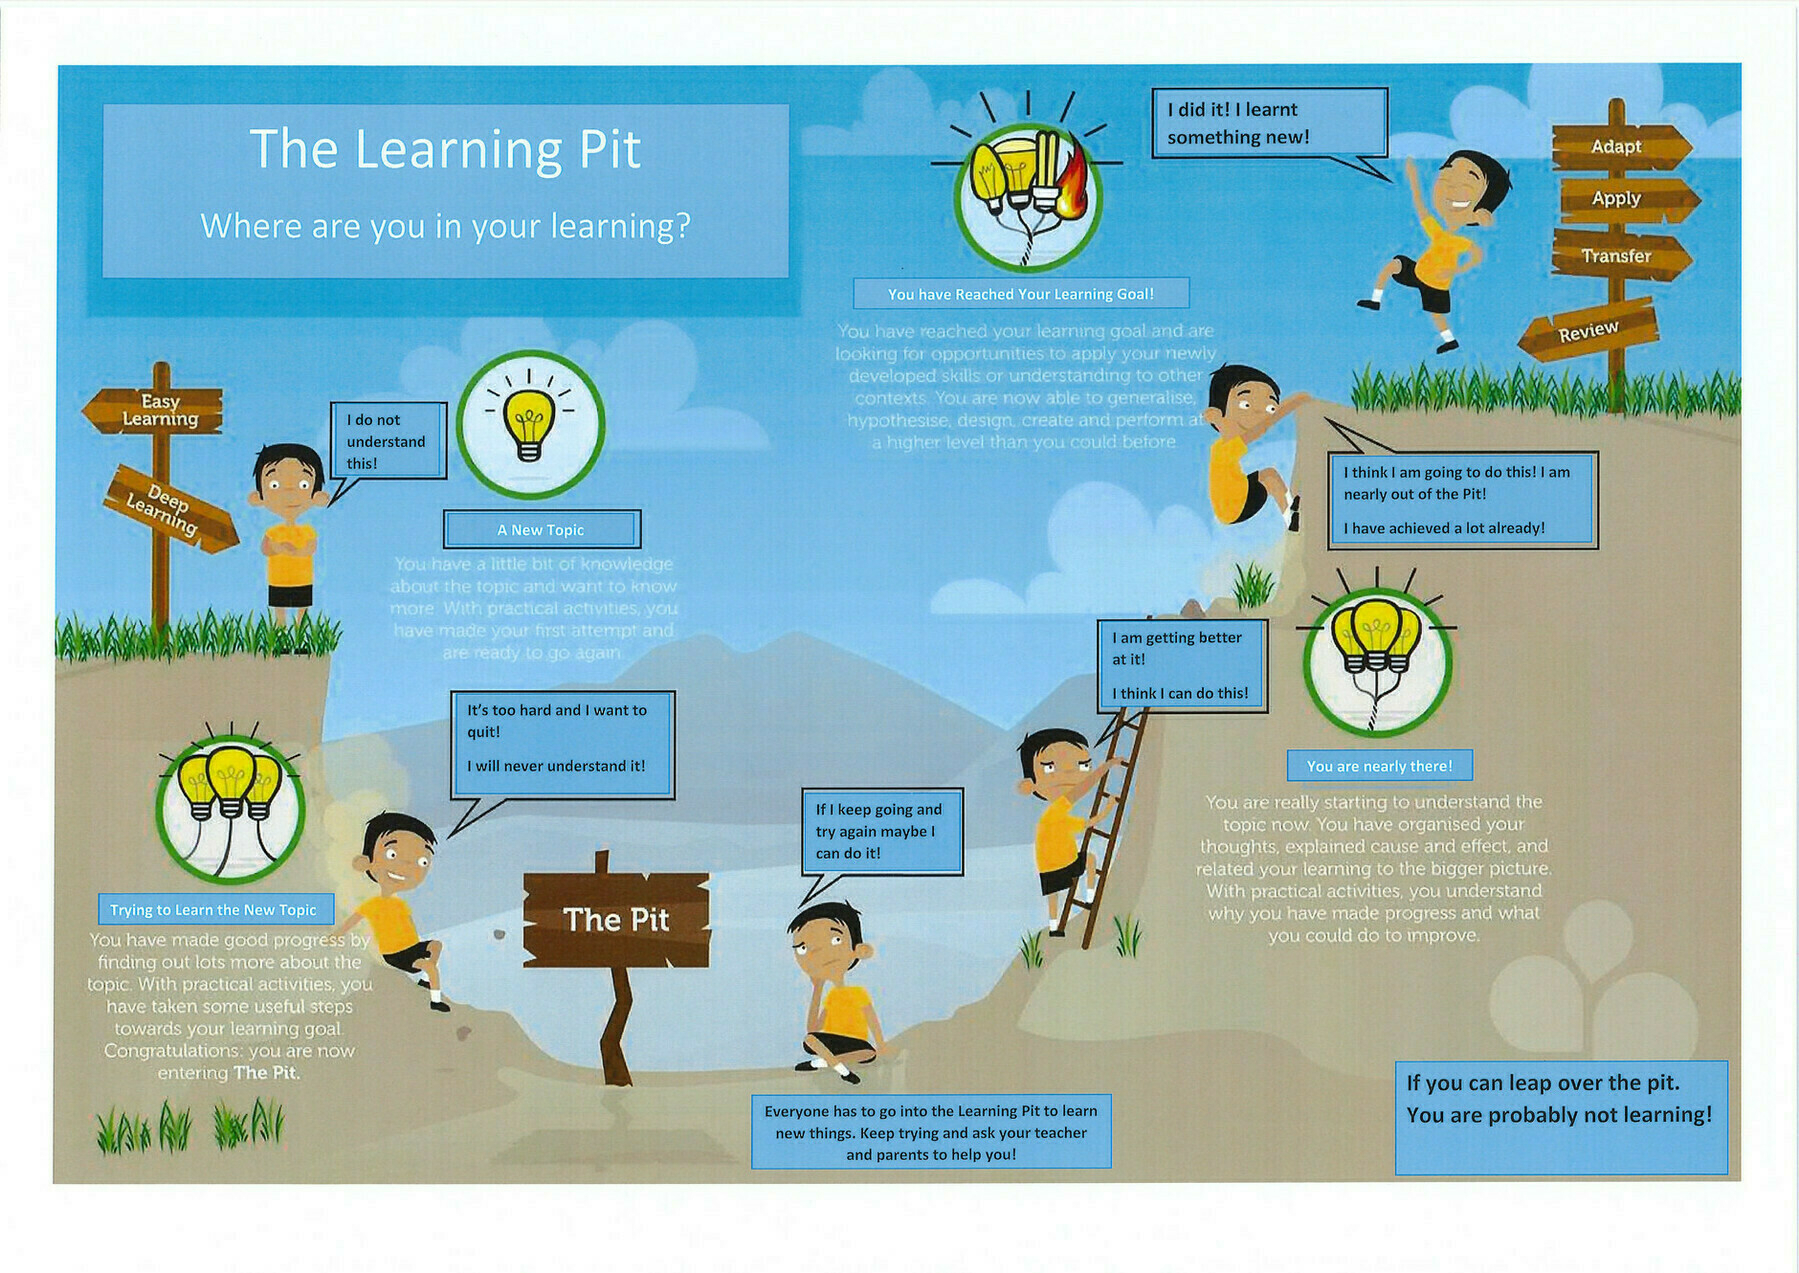 The Learning Pit
Where are you in your learning?
Easy
Learning
Deep
Learning
I do not
understand
this!
A New Topic
You have a little bit of knowledge
about the topic and want to know
more. With practical activities, you
have made your first attempt and
are ready to go again.
Trying to Learn the New Topic
You have made good progress by
finding out lots more about the
topic. With practical activities, you
have taken some useful steps
towards your learning goal.
Congratulations: you are now
entering The Pit.
It's too hard and I want to
quit!
I will never understand it!
The Pit
If I keep going and
try again maybe I
can do it!
Everyone has to go into the Learning Pit to learn
new things. Keep trying and ask your teacher
and parents to help you!
I am getting better
at it!
I think I can do this!
You are nearly there!
You are really starting to understand the
topic now. You have organised your
thoughts, explained cause and effect, and
related your learning to the bigger picture.
With practical activities, you understand
why you have made progress and what
you could do to improve.
I think I am going to do this! I am
nearly out of the Pit!
I have achieved a lot already!
You have Reached Your Learning Goal!
You have reached your learning goal and are
looking for opportunities to apply your newly
developed skills or understanding to other
contexts. You are now able to generalise,
hypothesise, design, create and perform at
a higher level than you could before
I did it! I learnt
something new!
Adapt
Apply
Transfer
Review
If you can leap over the pit.
You are probably not learning!